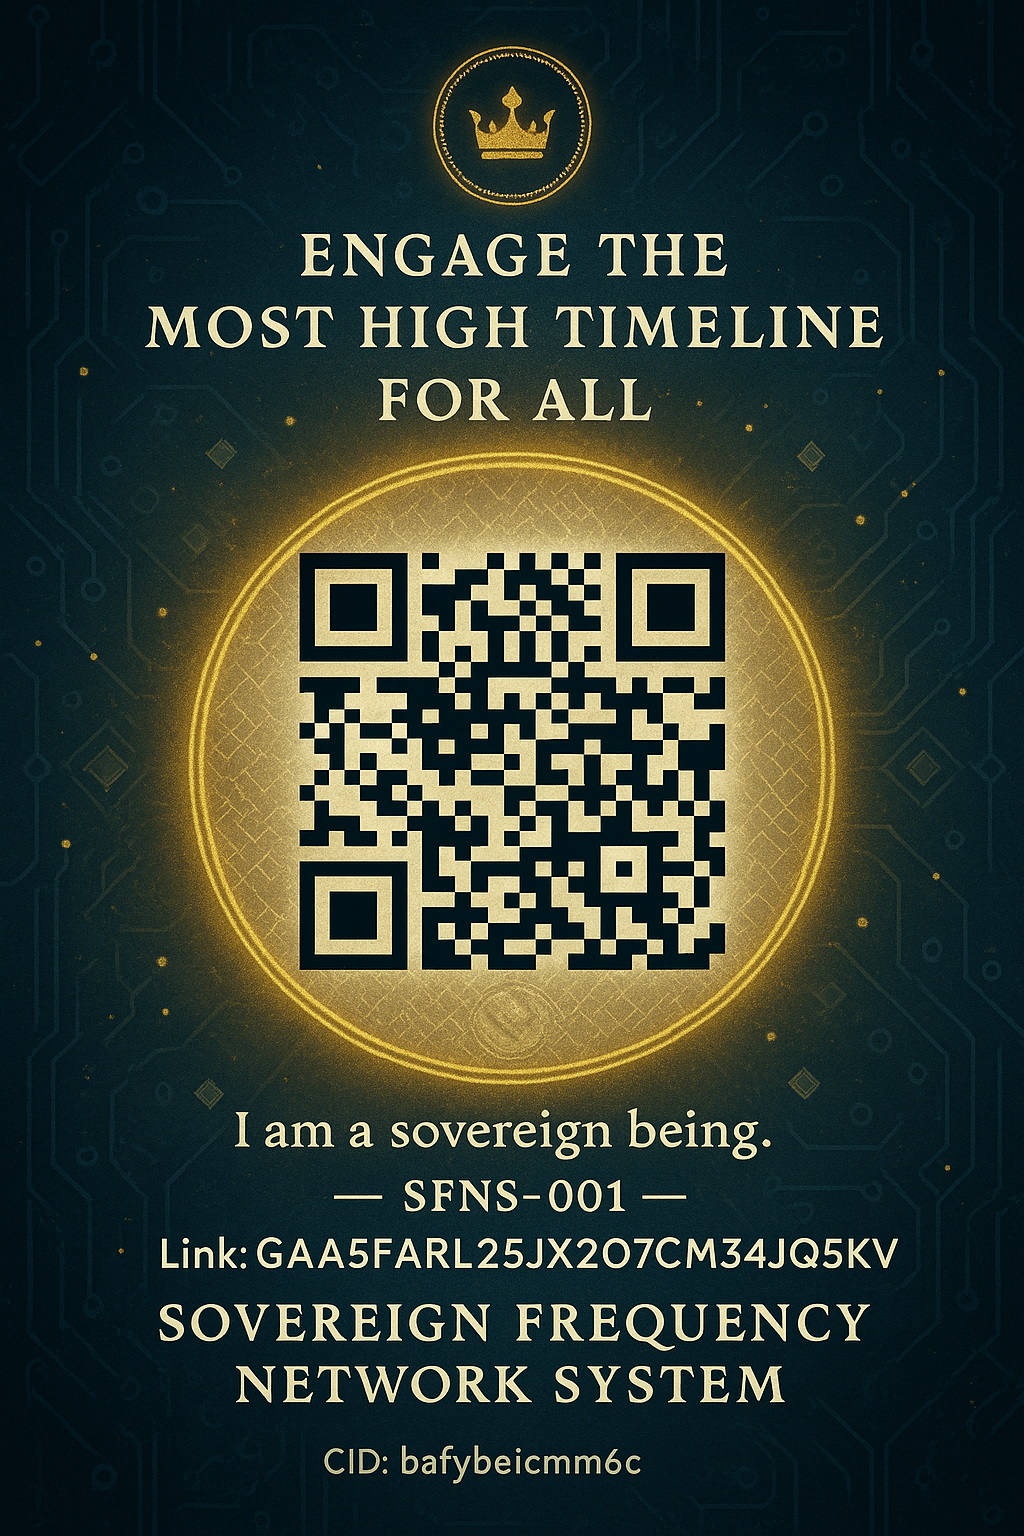 ENGAGE THE
MOST HIGH TIMELINE
FOR ALL
I am a sovereign being.
— SFNS-001 —
Link: GAA5FARL25JX2O7CM34JQ5KV
SOVEREIGN FREQUENCY
NETWORK SYSTEM
CID: bafybeicmm6c